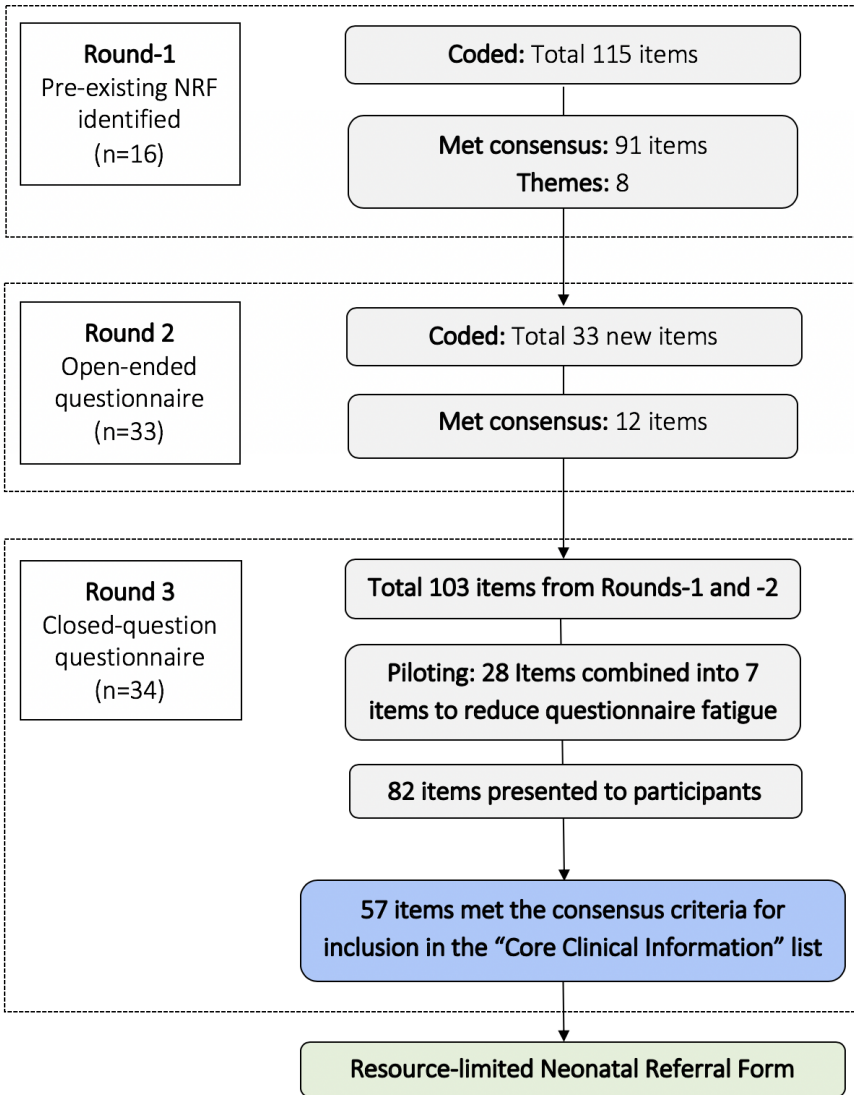 Round-1
Pre-existing NRF
identified
(n=16)
Coded: Total 115 items
Met consensus: 91 items
Themes: 8
Round 2
Open-ended
questionnaire
(n=33)
Coded: Total 33 new items
Met consensus: 12 items
Round 3
Closed-question
questionnaire
(n=34)
Total 103 items from Rounds-1 and -2
Piloting: 28 Items combined into 7
items to reduce questionnaire fatigue
82 items presented to participants
57 items met the consensus criteria for
inclusion in the “Core Clinical Information” list
Resource-limited Neonatal Referral Form